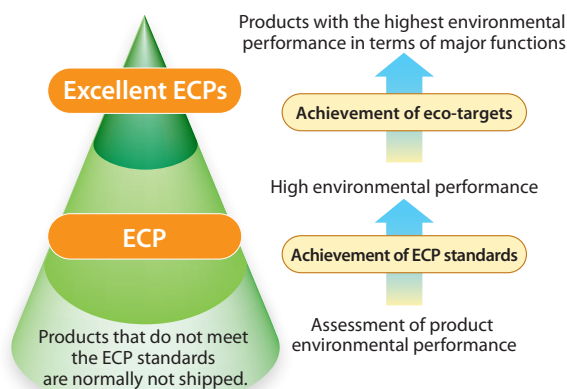 Products with the highest environmental
performance in terms of major functions
Excellent ECPs
Achievement of eco-targets
High environmental performance
ECP
Achievement of ECP standards
Assessment of product
environmental performance
Products that do not meet
the ECP standards
are normally not shipped.